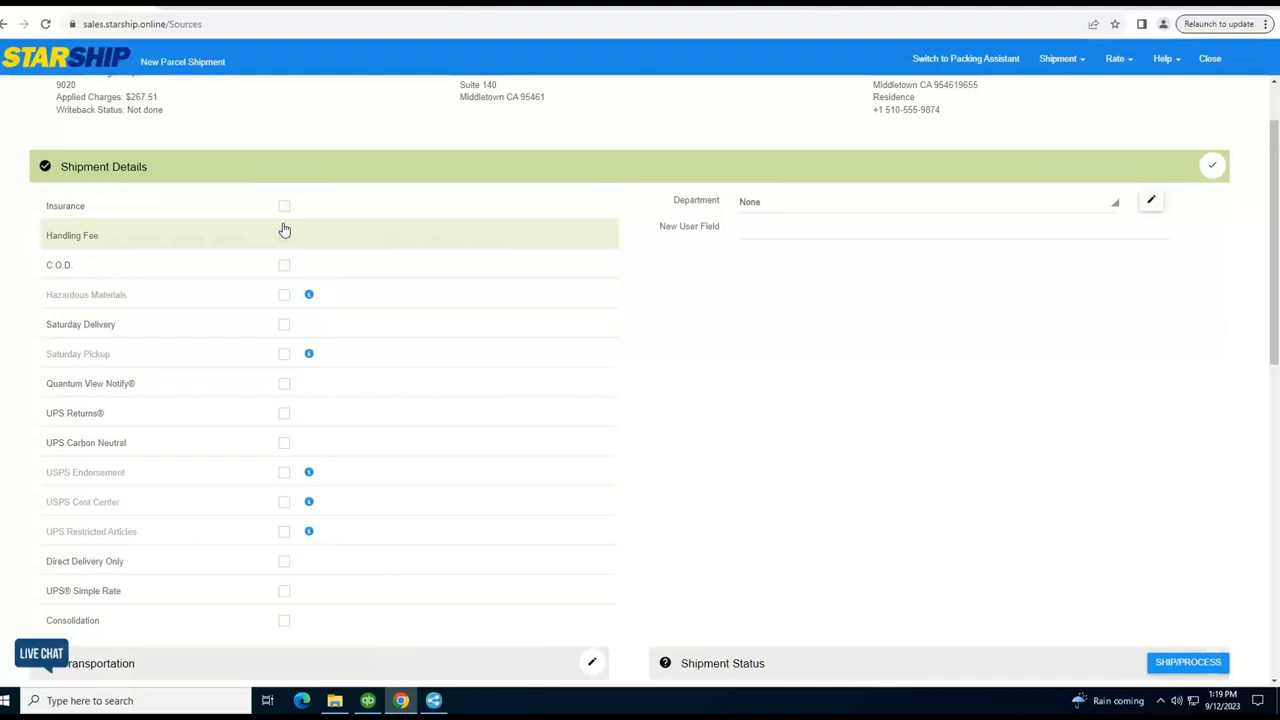 sales.starship.online/Sources
Relaunch to update
STARSHIP
New Parcel Shipment
Switch to Packing Assistant
Shipment
Rate
Help
Close
9020
Applied Charges: $267.51
Writeback Status: Not done
Suite 140
Middletown CA 95461
Middletown CA 954619655
Residence
+1 510-555-9874
Shipment Details
Insurance
Handling Fee
C.O.D.
Hazardous Materials
Saturday Delivery
Saturday Pickup
Quantum View Notify®
UPS Returns®
UPS Carbon Neutral
USPS Endorsement
USPS Cost Center
UPS Restricted Articles
Direct Delivery Only
UPS® Simple Rate
Consolidation
Department
None
New User Field
LIVE CHAT
ransportation
Shipment Status
SHIP/PROCESS
Type here to search
Rain coming
1:19 PM
9/12/2023